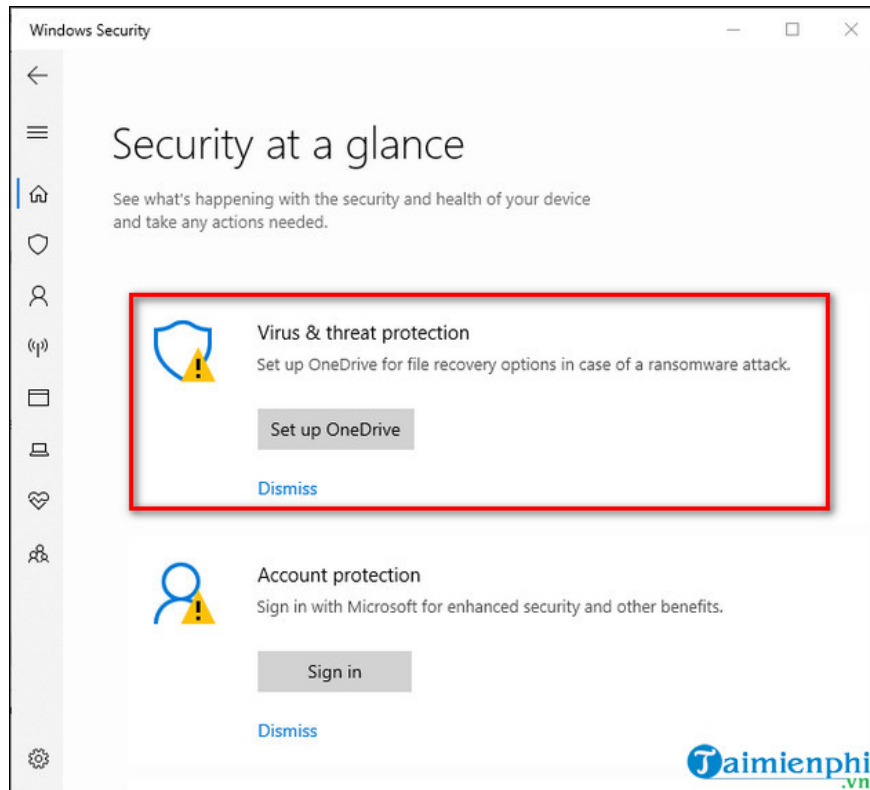 Windows Security
Security at a glance
See what's happening with the security and health of your device
and take any actions needed.
Virus & threat protection
Set up OneDrive for file recovery options in case of a ransomware attack.
Set up OneDrive
Dismiss
Account protection
Sign in with Microsoft for enhanced security and other benefits.
Sign in
Dismiss
Taimienphi
.vn